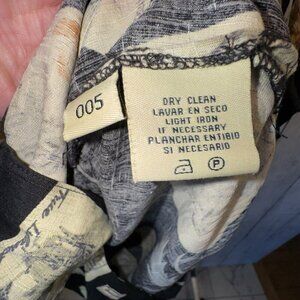 005
DRY CLEAN
LAVAR EN SECO
LIGHT IRON
IF NECESSARY
PLANCHAR ENTIBIO
SI NECESARIO
P